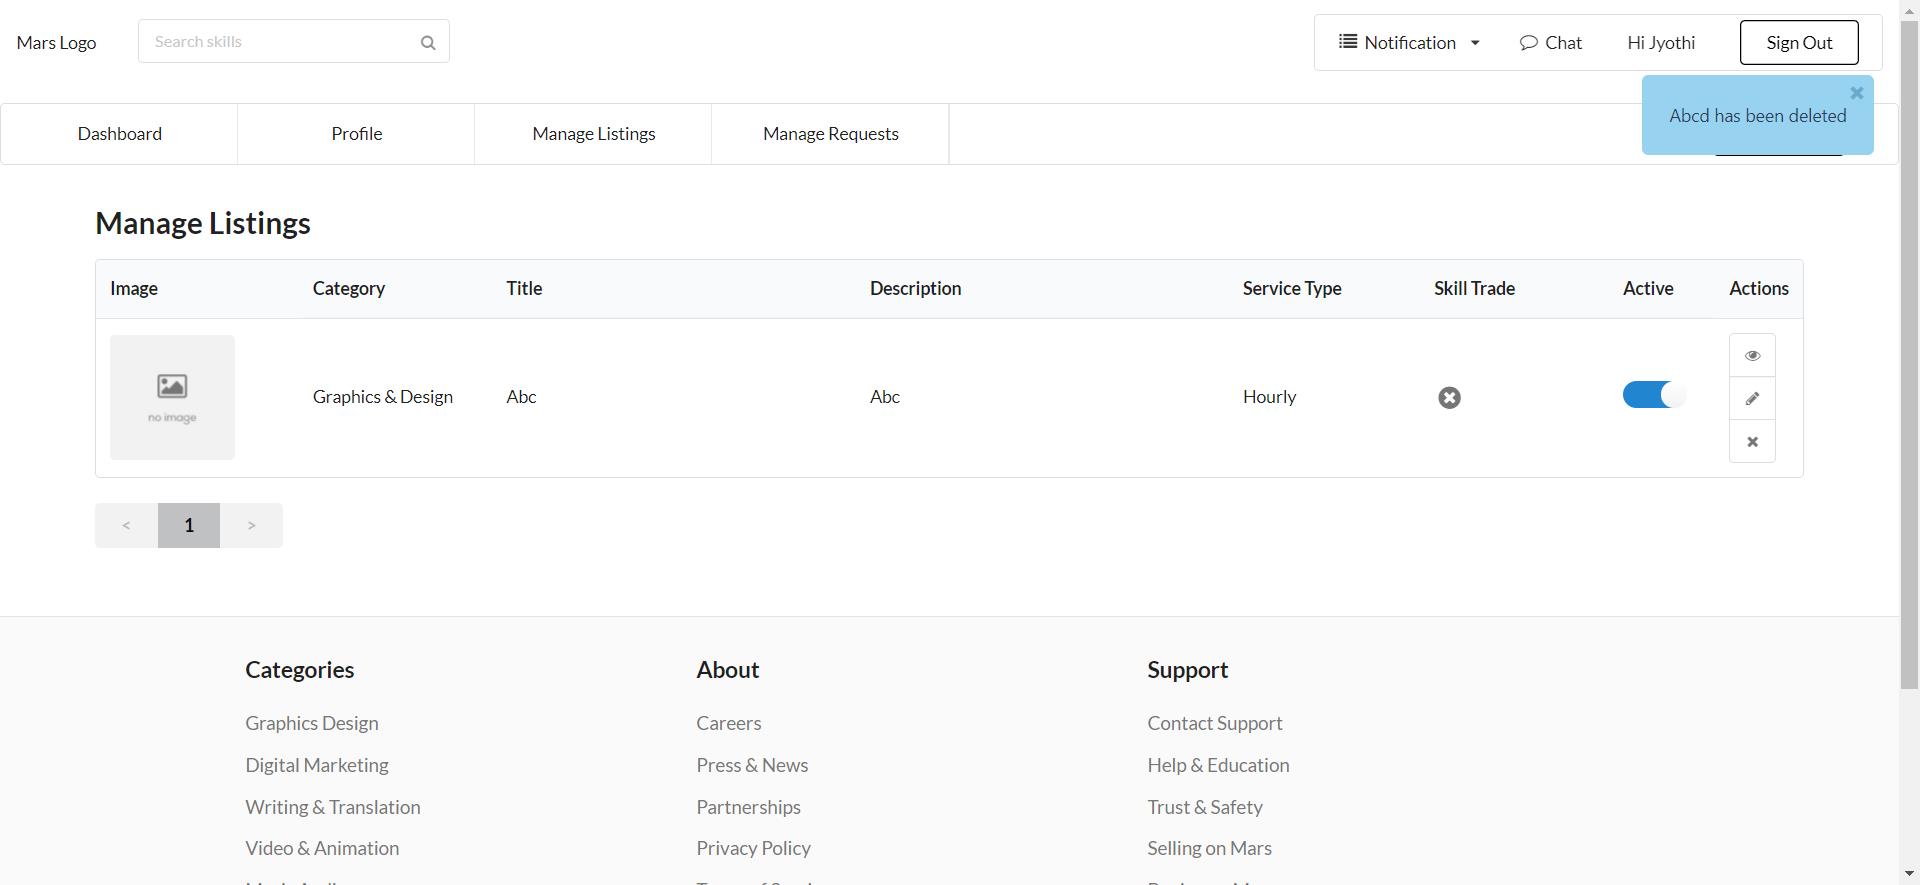 Mars Logo
Search skills
Notification
Chat
Hi Jyothi
Sign Out
Abcd has been deleted
Dashboard
Profile
Manage Listings
Manage Requests
Manage Listings
Image Category Title Description Service Type Skill Trade Active Actions
no image
Graphics & Design Abc Abc Hourly
< 1 >
Categories
Graphics Design
Digital Marketing
Writing & Translation
Video & Animation
About
Careers
Press & News
Partnerships
Privacy Policy
Support
Contact Support
Help & Education
Trust & Safety
Selling on Mars